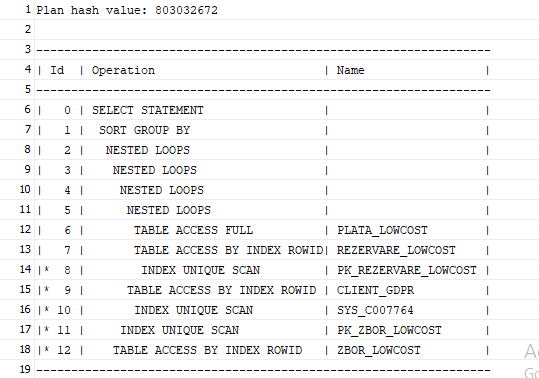 1 Plan hash value: 803032672
2
3 -----------------------------------------------------------------
4 | Id  | Operation                        | Name                 |
5 -----------------------------------------------------------------
6 |   0 | SELECT STATEMENT                 |                      |
7 |   1 |  SORT GROUP BY                   |                      |
8 |   2 |   NESTED LOOPS                   |                      |
9 |   3 |    NESTED LOOPS                  |                      |
10 |   4 |     NESTED LOOPS                 |                      |
11 |   5 |      NESTED LOOPS                |                      |
12 |   6 |       TABLE ACCESS FULL          | PLATA_LOWCOST        |
13 |   7 |       TABLE ACCESS BY INDEX ROWID| REZERVARE_LOWCOST    |
14 |*  8 |        INDEX UNIQUE SCAN         | PK_REZERVARE_LOWCOST |
15 |*  9 |      TABLE ACCESS BY INDEX ROWID | CLIENT_GDPR          |
16 |* 10 |       INDEX UNIQUE SCAN          | SYS_C007764          |
17 |* 11 |     INDEX UNIQUE SCAN            | PK_ZBOR_LOWCOST      |
18 |* 12 |    TABLE ACCESS BY INDEX ROWID   | ZBOR_LOWCOST         |
19 -----------------------------------------------------------------